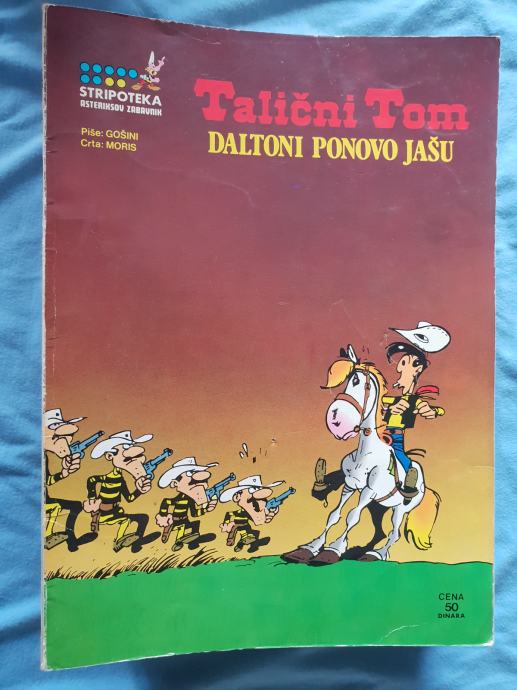 STRIPOTEKA
ASTERIKSOV ZABAVNIK
Piše: GOŠINI
Crta: MORIS
Talični Tom
DALTONI PONOVO JAŠU
CENA
50
DINARA